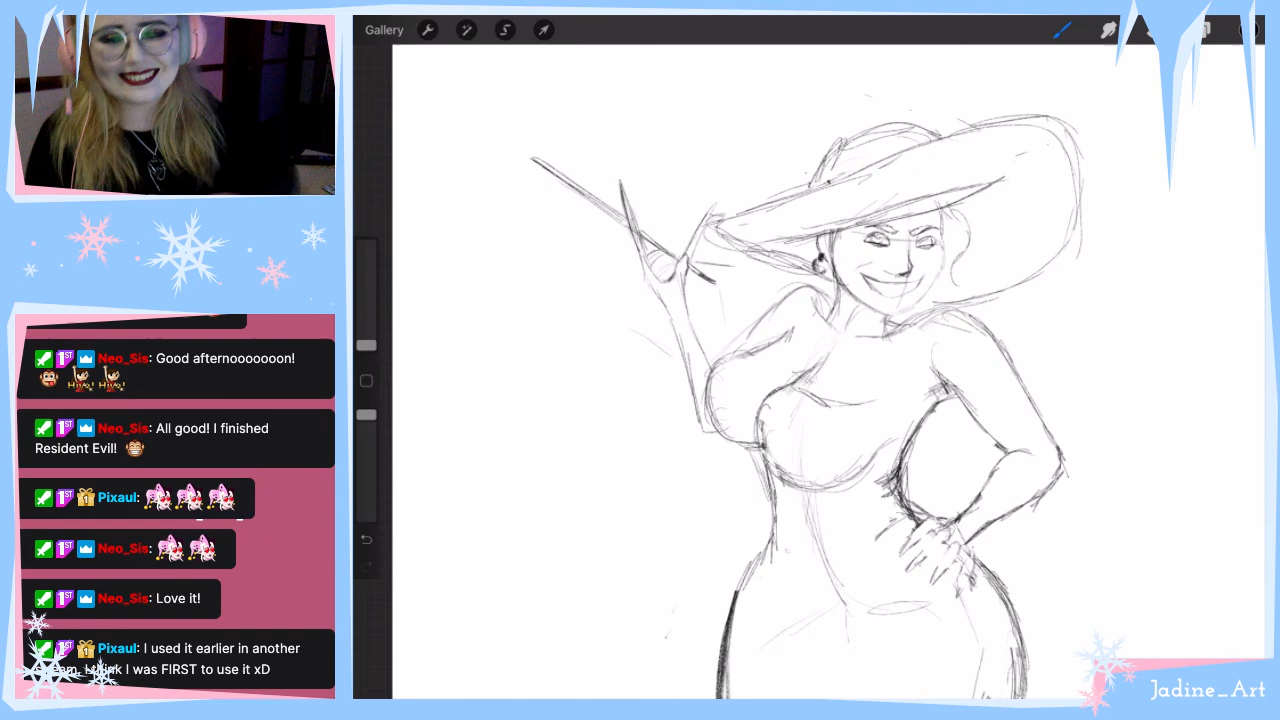 Gallery
Neo_Sis: Good afternooooooon!
Neo_Sis: All good! I finished
Resident Evil!
Pixaul:
Neo_Sis:
Neo_Sis: Love it!
Pixaul: I used it earlier in another
I was FIRST to use it xD
Jadine_Art